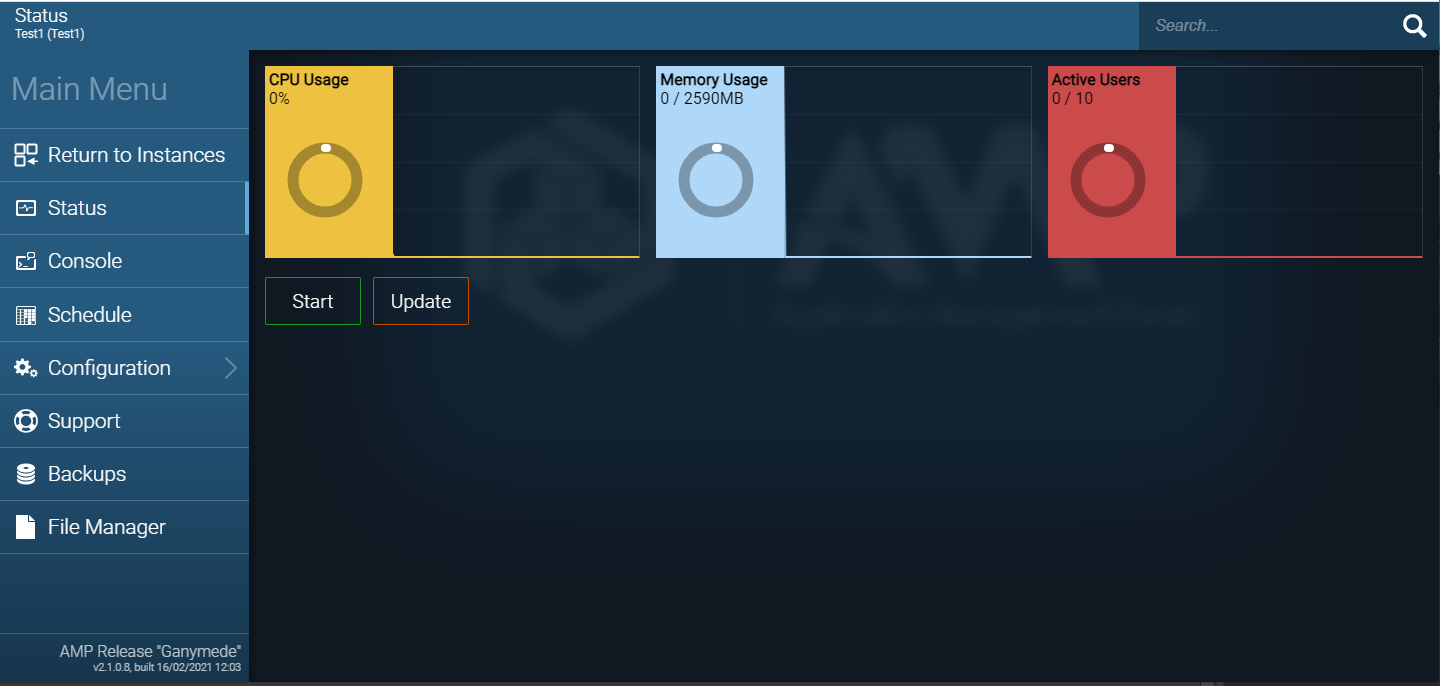 Status
Test1 (Test1)
Search...
Main Menu
Return to Instances
Status
Console
Schedule
Configuration
Support
Backups
File Manager
AMP Release "Ganymede"
v2.1.0.8, built 16/02/2021 12:03
CPU Usage
0%
Memory Usage
0 / 2590MB
Active Users
0 / 10
Start
Update
AMP